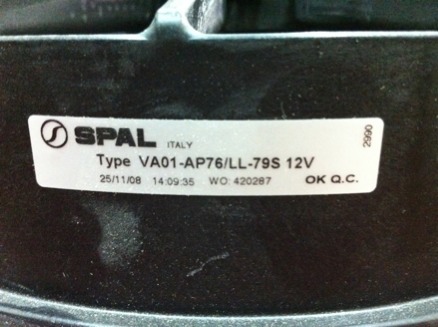 SPAL ITALY
Type VA01-AP76/LL-79S 12V
25/11/08 14:09:35 WO: 420287 OK Q.C.
2990